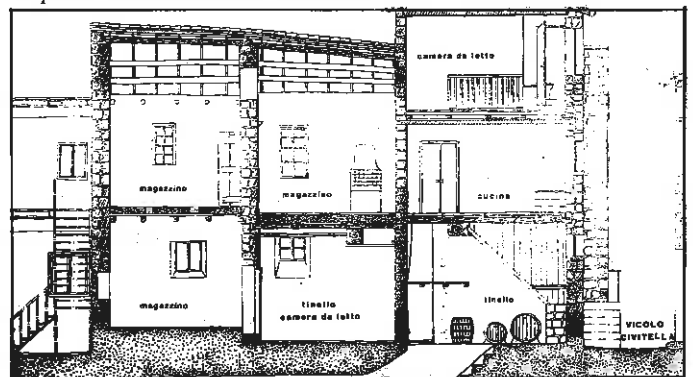 camera da letto
magazzino
magazzino
cucina
magazzino
tinello
camera da letto
tinello
VICOLO
CIVITELLA